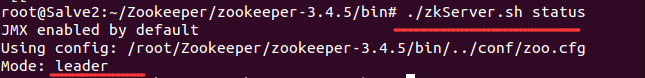 root@Salve2:~/Zookeeper/zookeeper-3.4.5/bin# ./zkServer.sh status
JMX enabled by default
Using config: /root/Zookeeper/zookeeper-3.4.5/bin/../conf/zoo.cfg
Mode: leader